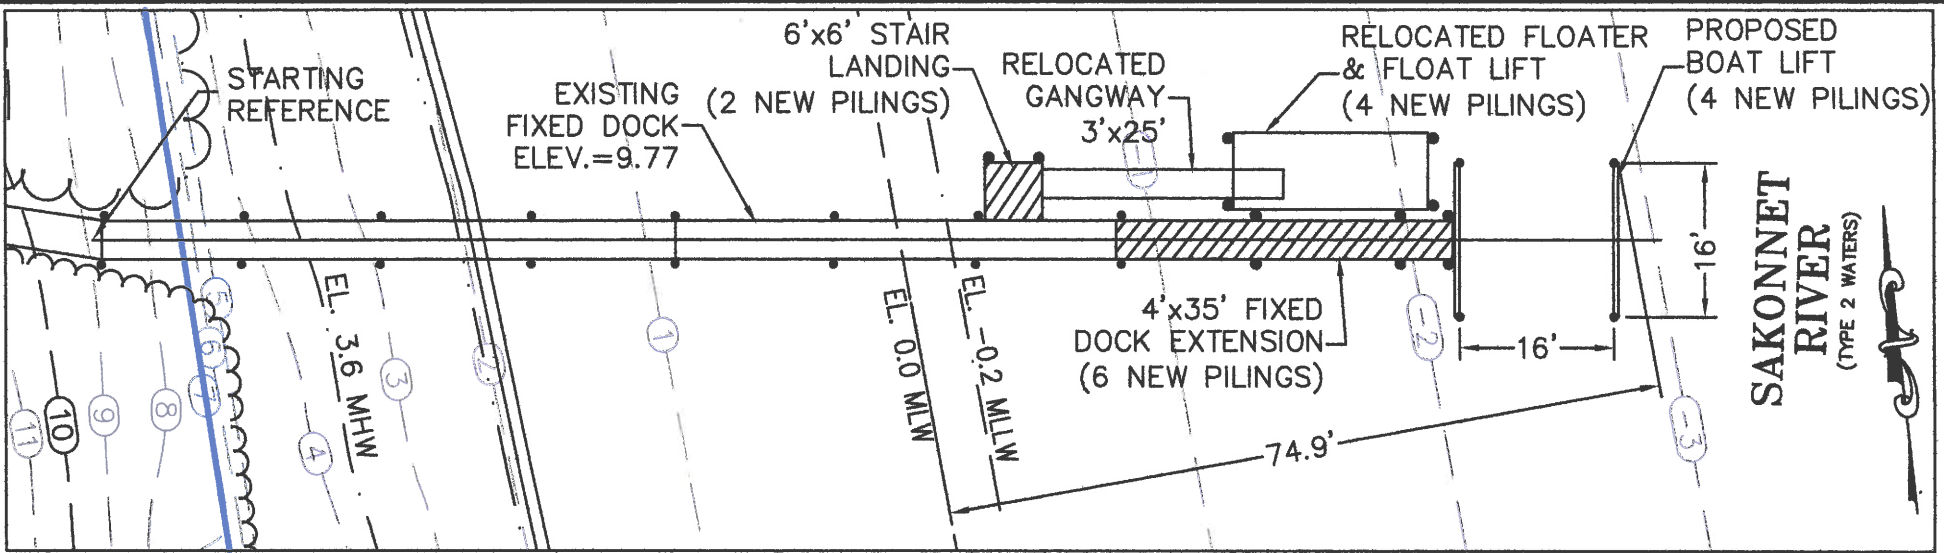 STARTING
REFERENCE
EXISTING
FIXED DOCK
ELEV.=9.77
6'x6' STAIR
LANDING
(2 NEW PILINGS)
RELOCATED
GANGWAY
3'x25'
RELOCATED FLOATER
& FLOAT LIFT
(4 NEW PILINGS)
PROPOSED
BOAT LIFT
(4 NEW PILINGS)
4'x35' FIXED
DOCK EXTENSION
(6 NEW PILINGS)
16'
16'
74.9'
SAKONNET
RIVER
(TYPE 2 WATERS)
EL. 3.6 MHW
EL. 0.0 MLW
EL. -0.2 MLLW
11
10
9
8
7
6
5
4
3
2
1
-1
-2
-3